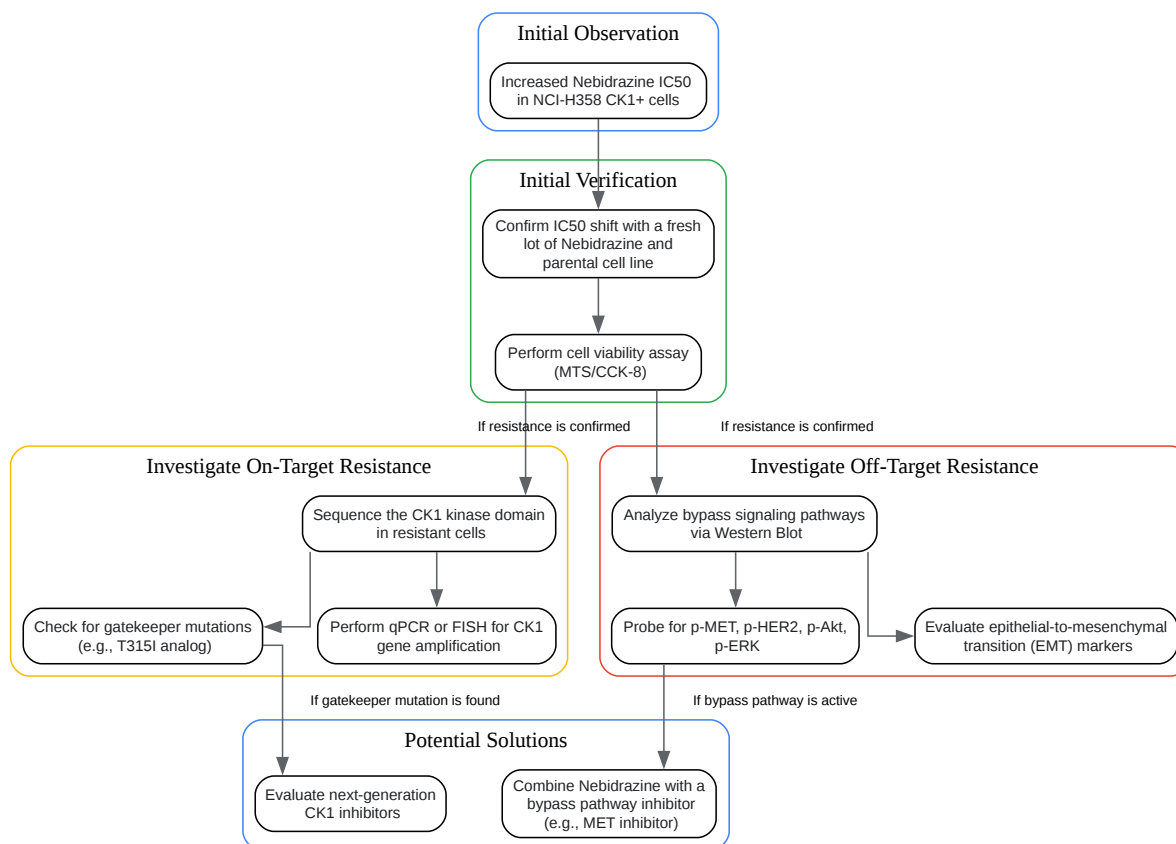 Initial Observation
Increased Nebidrazine IC50
in NCI-H358 CK1+ cells
Initial Verification
Confirm IC50 shift with a fresh
lot of Nebidrazine and
parental cell line
Perform cell viability assay
(MTS/CCK-8)
If resistance is confirmed
If resistance is confirmed
Investigate On-Target Resistance
Sequence the CK1 kinase domain
in resistant cells
Check for gatekeeper mutations
(e.g., T315I analog)
Perform qPCR or FISH for CK1
gene amplification
Investigate Off-Target Resistance
Analyze bypass signaling pathways
via Western Blot
Probe for p-MET, p-HER2, p-Akt,
p-ERK
Evaluate epithelial-to-mesenchymal
transition (EMT) markers
If gatekeeper mutation is found
If bypass pathway is active
Potential Solutions
Evaluate next-generation
CK1 inhibitors
Combine Nebidrazine with a
bypass pathway inhibitor
(e.g., MET inhibitor)